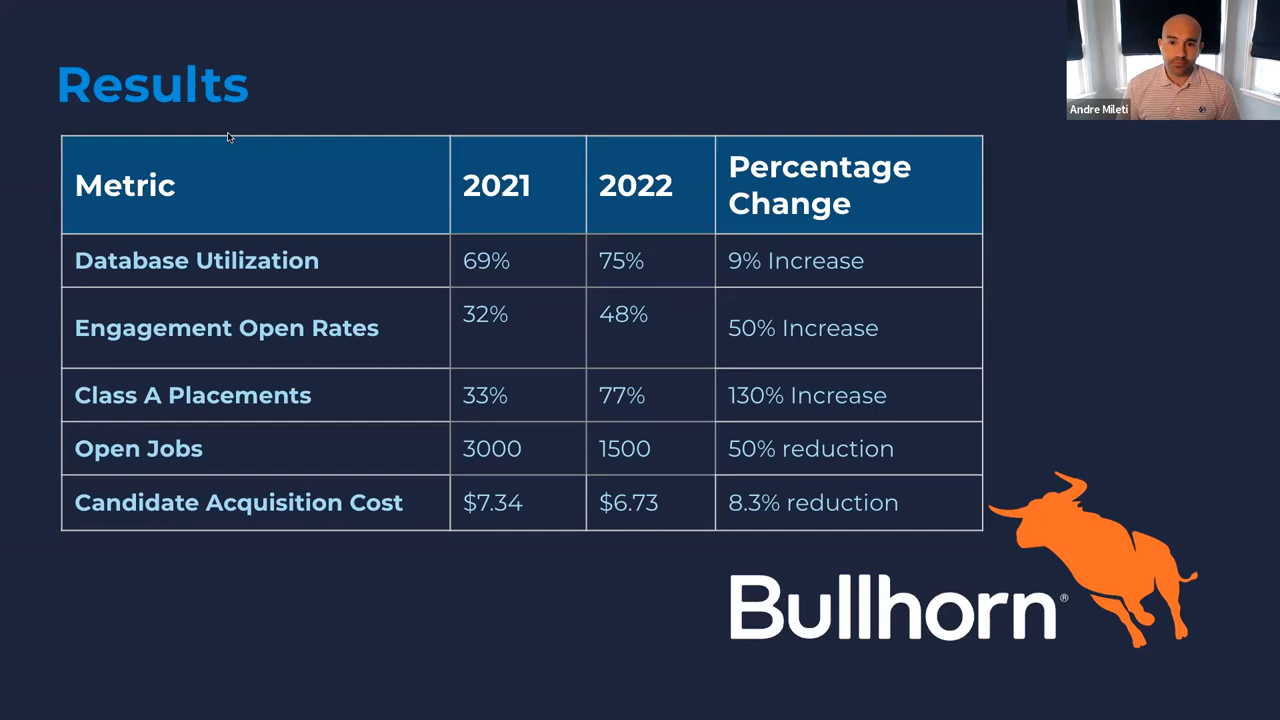 Results
Andre Mileti
Metric 2021 2022 Percentage Change
Database Utilization 69% 75% 9% Increase
Engagement Open Rates 32% 48% 50% Increase
Class A Placements 33% 77% 130% Increase
Open Jobs 3000 1500 50% reduction
Candidate Acquisition Cost $7.34 $6.73 8.3% reduction
Bullhorn®